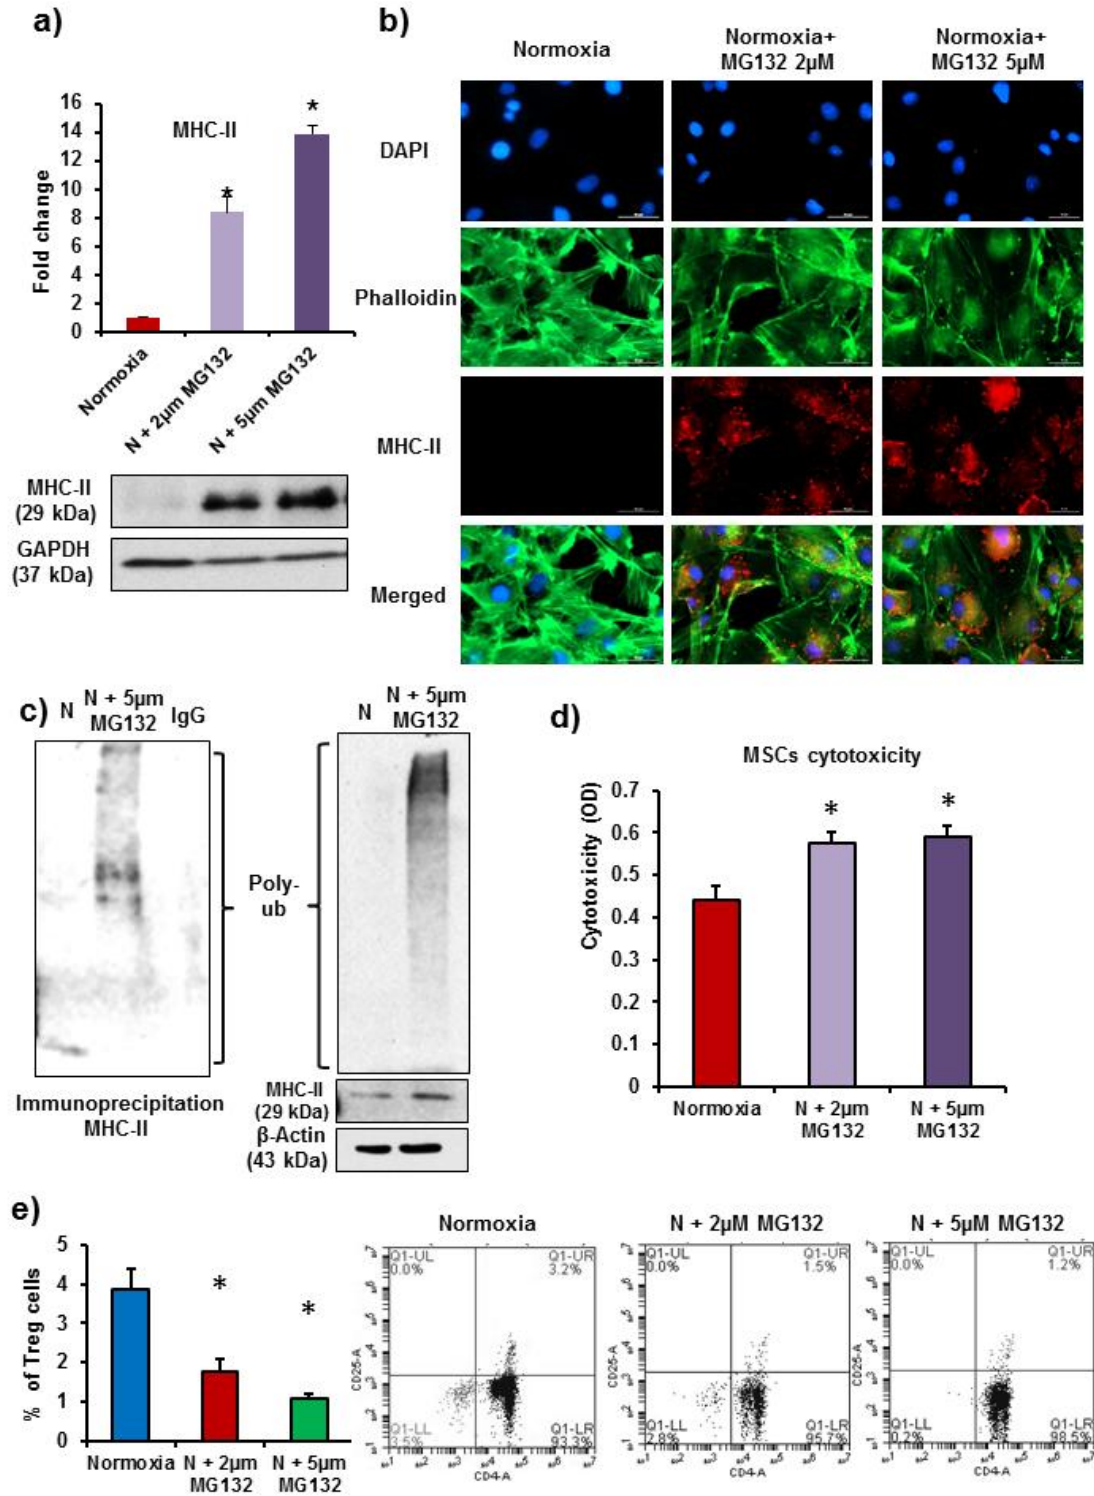 a)
MHC-II
Fold change
16
14
12
10
8
6
4
2
0
*
*
Normoxia
N + 2µm MG132
N + 5µm MG132
MHC-II
(29 kDa)
GAPDH
(37 kDa)
b)
Normoxia
Normoxia+
MG132 2µM
Normoxia+
MG132 5µM
DAPI
Phalloidin
MHC-II
Merged
c)
N
N + 5µm
MG132
IgG
Immunoprecipitation
MHC-II
Poly-
ub
N
N + 5µm
MG132
MHC-II
(29 kDa)
β-Actin
(43 kDa)
d)
MSCs cytotoxicity
Cytotoxicity (OD)
0.7
0.6
0.5
0.4
0.3
0.2
0.1
0
*
*
Normoxia
N + 2µm
MG132
N + 5µm
MG132
e)
% of Treg cells
5
4
3
2
1
0
*
*
Normoxia
N + 2µm
MG132
N + 5µm
MG132
Normoxia
Q1-UL
0.0%
Q1-UR
3.2%
Q1-LL
3.5%
Q1-LR
93.3%
CD25-A
CD4-A
N + 2µM MG132
Q1-UL
0.0%
Q1-UR
1.5%
Q1-LL
2.8%
Q1-LR
95.7%
CD25-A
CD4-A
N + 5µM MG132
Q1-UL
0.0%
Q1-UR
1.2%
Q1-LL
0.2%
Q1-LR
98.5%
CD25-A
CD4-A